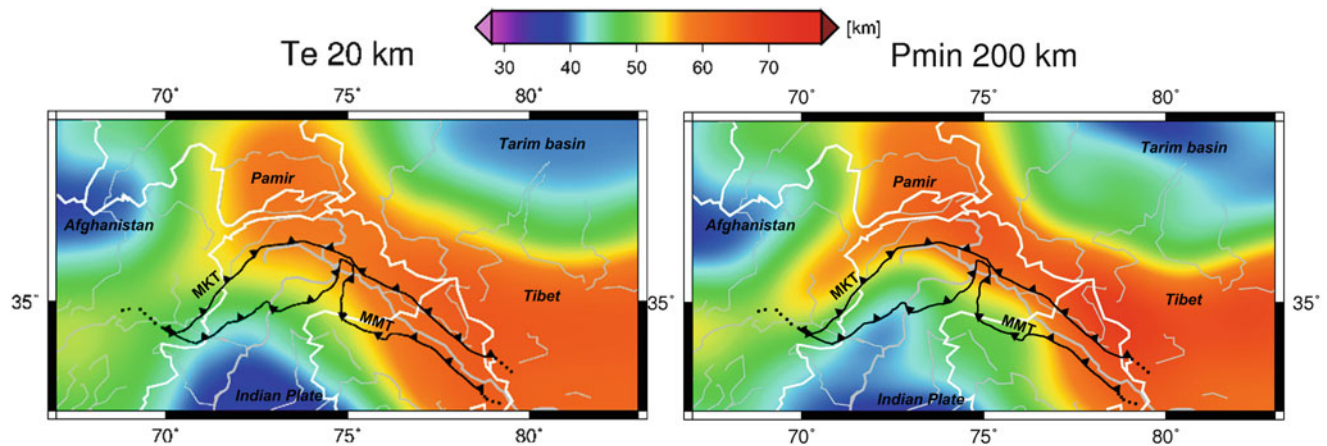 [km]
30 40 50 60 70
Te 20 km
Pmin 200 km
70° 75° 80°
70° 75° 80°
Tarim basin
Pamir
Afghanistan
MKT
Tibet
35°
MMT
Indian Plate
70 75 80
Tarim basin
Pamir
Afghanistan
MKT
Tibet
35°
35°
MMT
Indian Plate
70 75 80